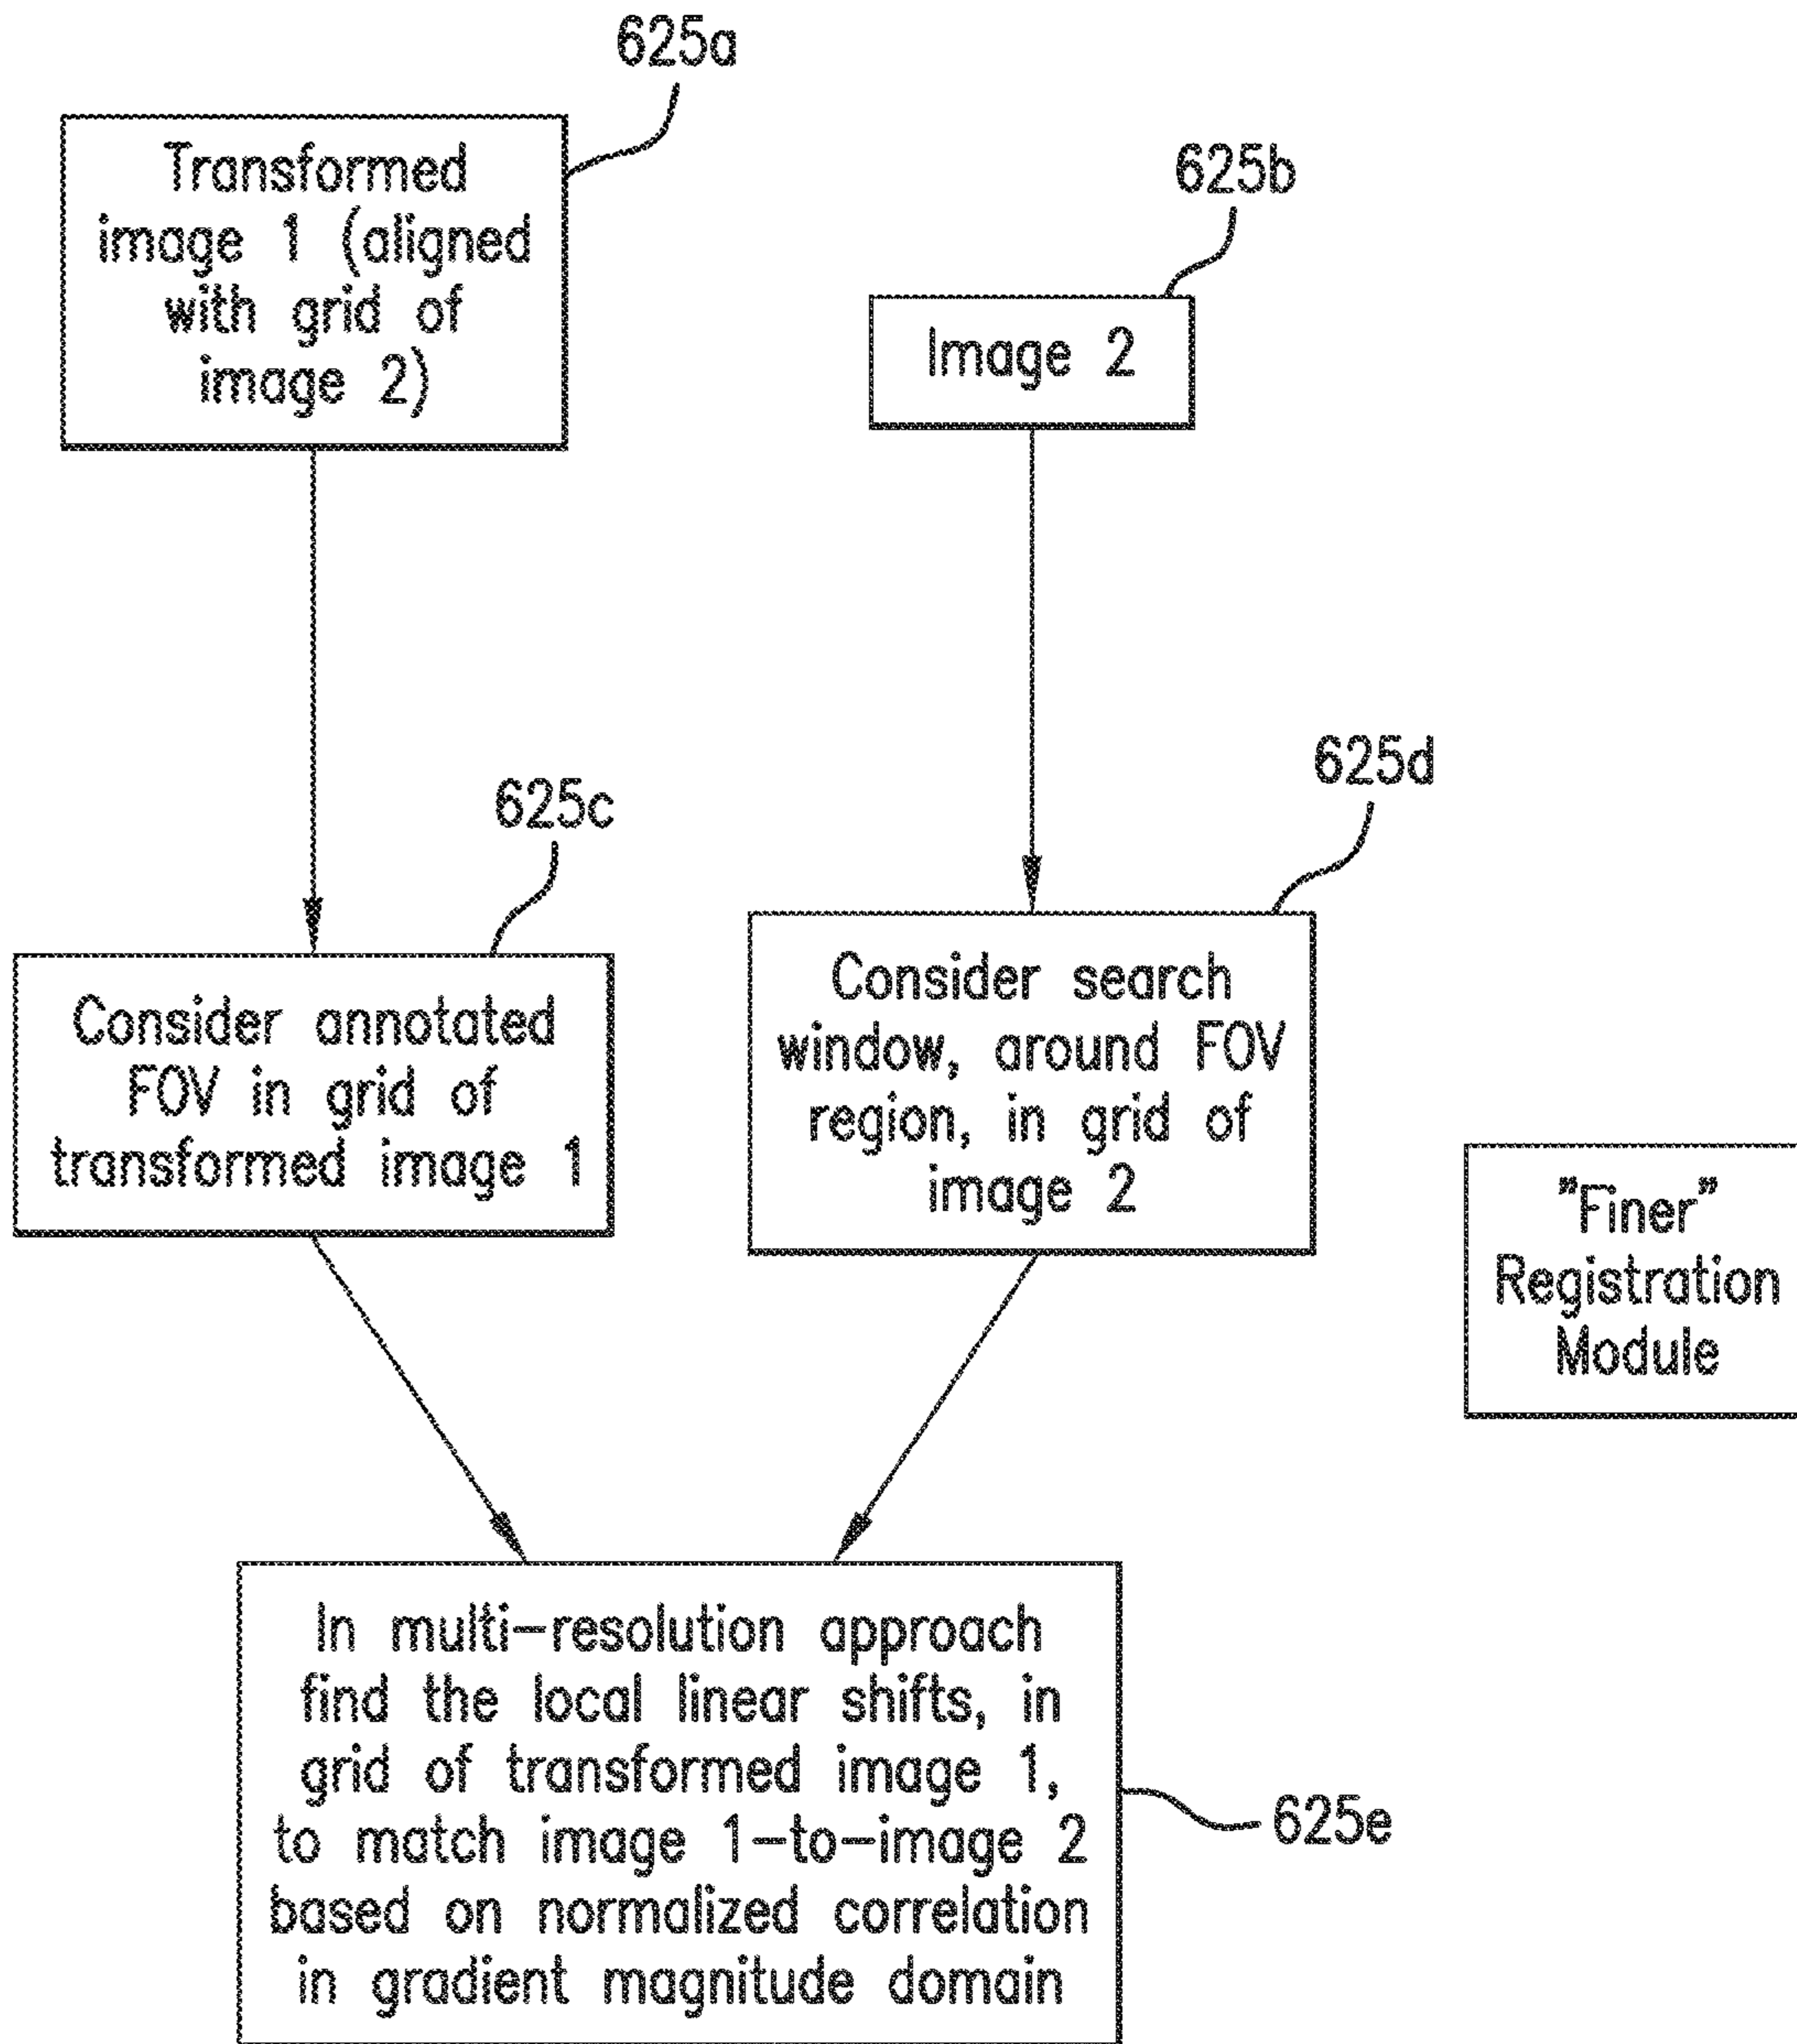 625a
Transformed
image 1 (aligned
with grid of
image 2)
625b
Image 2
625c
Consider annotated
FOV in grid of
transformed image 1
625d
Consider search
window, around FOV
region, in grid of
image 2
"Finer"
Registration
Module
In multi-resolution approach
find the local linear shifts, in
grid of transformed image 1,
to match image 1-to-image 2
based on normalized correlation
in gradient magnitude domain
625e